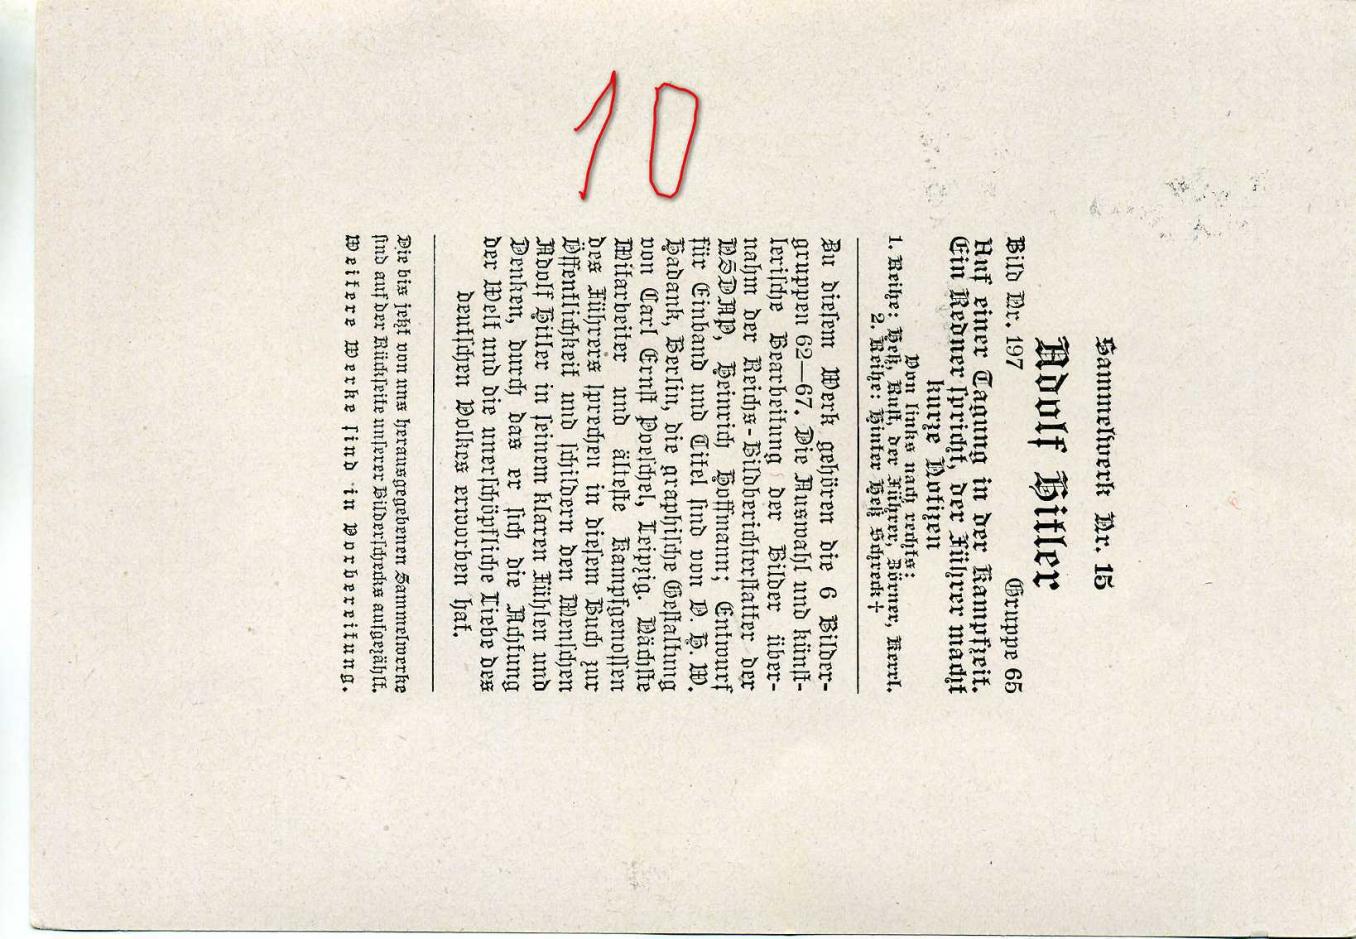 Sammelwerk Nr. 15
Adolf Hitler
Bild Nr. 197 Gruppe 65
Auf einer Tagung in der Kampfzeit.
Ein Redner spricht, der Führer macht
kurze Notizen
Von links nach rechts:
1. Reihe: Heß, Rust, der Führer, Körner, Kerrl.
2. Reihe: Hinter Heß Schreck †
Zu diesem Werk gehören die 6 Bilder-
gruppen 62—67. Die Auswahl und künst-
lerische Bearbeitung der Bilder über-
nahm der Reichs-Bildberichterstatter der
NSDAP, Heinrich Hoffmann; Entwurf
für Einband und Titel sind von O. H. W.
Hadank, Berlin, die graphische Gestaltung
von Carl Ernst Poeschel, Leipzig. Nächste
Mitarbeiter und älteste Kampfgenossen
des Führers sprechen in diesem Buch zur
Öffentlichkeit und schildern den Menschen
Adolf Hitler in seinem klaren Fühlen und
Denken, durch das er sich die Achtung
der Welt und die unerschöpfliche Liebe des
deutschen Volkes erworben hat.
Die bis jetzt von uns herausgegebenen Sammelwerke
sind auf der Rückseite unserer Bilderschecks aufgezählt.
Weitere Werke sind in Vorbereitung.
10